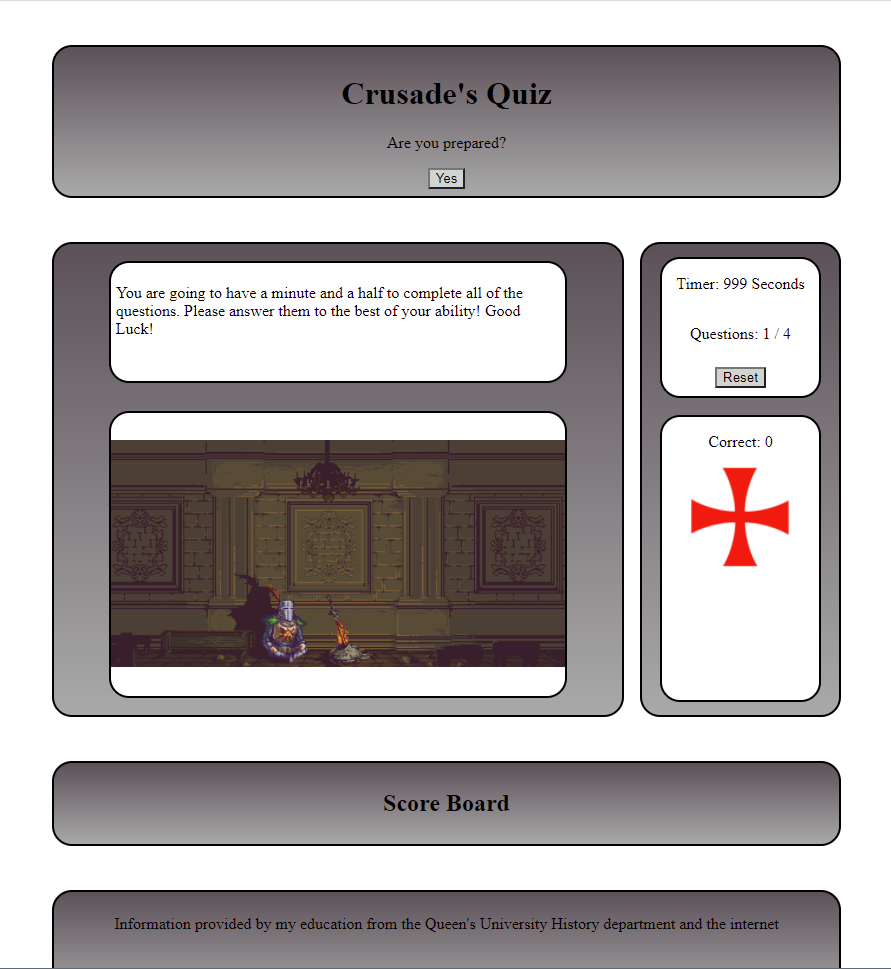 Crusade's Quiz
Are you prepared?
Yes
You are going to have a minute and a half to complete all of the
questions. Please answer them to the best of your ability! Good
Luck!
Timer: 999 Seconds
Questions: 1 / 4
Reset
Correct: 0
Score Board
Information provided by my education from the Queen's University History department and the internet